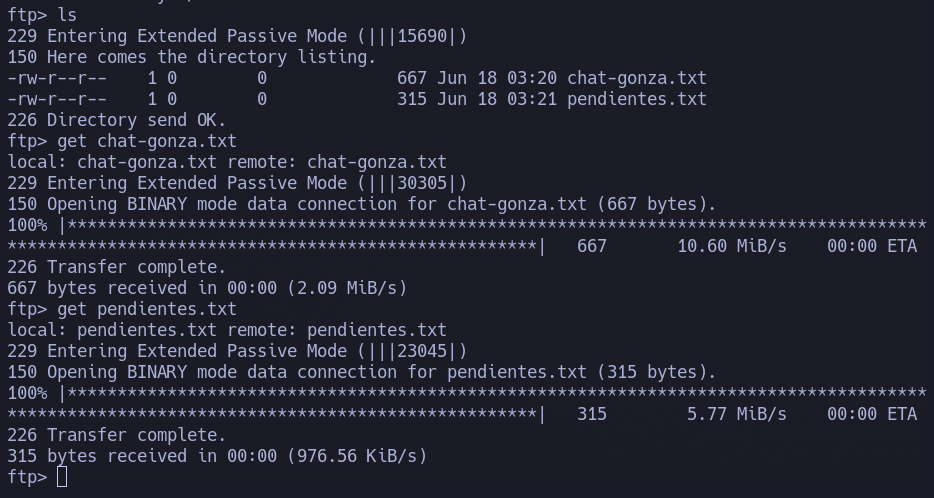 ftp> ls
229 Entering Extended Passive Mode (|||15690|)
150 Here comes the directory listing.
-rw-r--r--    1 0        0             667 Jun 18 03:20 chat-gonza.txt
-rw-r--r--    1 0        0             315 Jun 18 03:21 pendientes.txt
226 Directory send OK.
ftp> get chat-gonza.txt
local: chat-gonza.txt remote: chat-gonza.txt
229 Entering Extended Passive Mode (|||30305|)
150 Opening BINARY mode data connection for chat-gonza.txt (667 bytes).
100% |**************************************************************************************
*****************************************************|   667       10.60 MiB/s    00:00 ETA
226 Transfer complete.
667 bytes received in 00:00 (2.09 MiB/s)
ftp> get pendientes.txt
local: pendientes.txt remote: pendientes.txt
229 Entering Extended Passive Mode (|||23045|)
150 Opening BINARY mode data connection for pendientes.txt (315 bytes).
100% |**************************************************************************************
*****************************************************|   315        5.77 MiB/s    00:00 ETA
226 Transfer complete.
315 bytes received in 00:00 (976.56 KiB/s)
ftp>